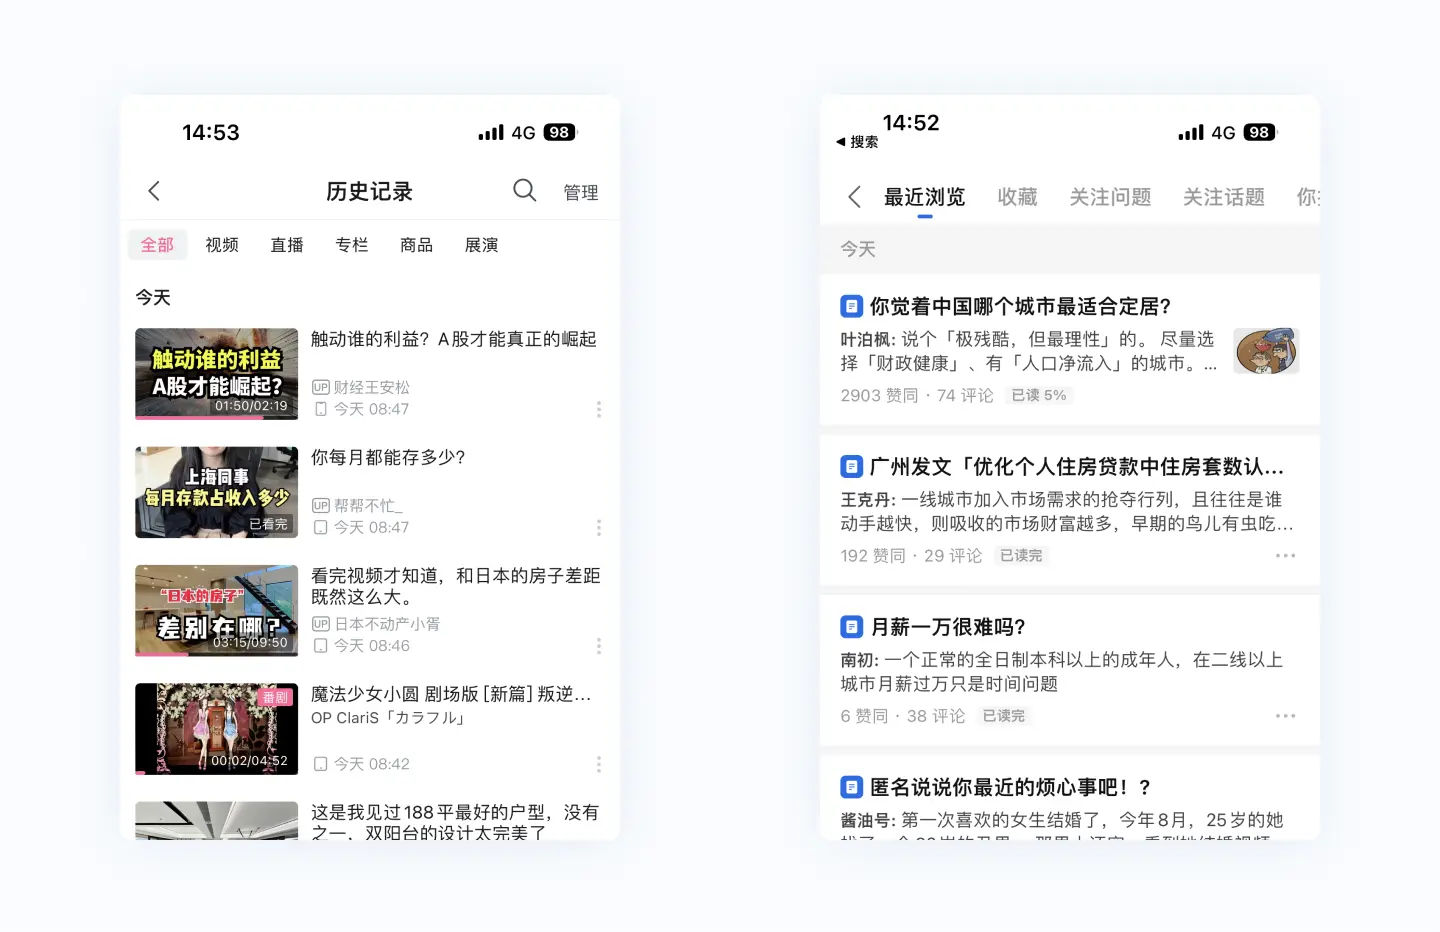 14:53
4G 98
历史记录
管理
全部 视频 直播 专栏 商品 展演
今天
触动谁的利益
A股才能崛起?
01:50/02:19
触动谁的利益？A股才能真正的崛起
UP 财经王安松
今天 08:47
上海同事
每月存款占收入多少
已看完
你每月都能存多少？
UP 帮帮不忙_
今天 08:47
“日本的房子”
差别在哪?
03:15/09:50
看完视频才知道，和日本的房子差距
既然这么大。
UP 日本不动产小胥
今天 08:46
番剧
00:02/04:52
魔法少女小圆 剧场版 [新篇] 叛逆...
OP ClariS「カラフル」
今天 08:42
这是我见过188平最好的户型，没有
之一，双阳台的设计太完美了
14:52
搜索
4G 98
最近浏览 收藏 关注问题 关注话题 你
今天
你觉着中国哪个城市最适合定居？
叶泊枫: 说个「极残酷，但最理性」的。 尽量选
择「财政健康」、有「人口净流入」的城市。...
2903 赞同 · 74 评论 已读 5%
广州发文「优化个人住房贷款中住房套数认...
王克丹: 一线城市加入市场需求的抢夺行列，且往往是谁
动手越快，则吸收的市场财富越多，早期的鸟儿有虫吃...
192 赞同 · 29 评论 已读完
月薪一万很难吗？
南初: 一个正常的全日制本科以上的成年人，在二线以上
城市月薪过万只是时间问题
6 赞同 · 38 评论 已读完
匿名说说你最近的烦心事吧！？
酱油号: 第一次喜欢的女生结婚了，今年8月，25岁的她